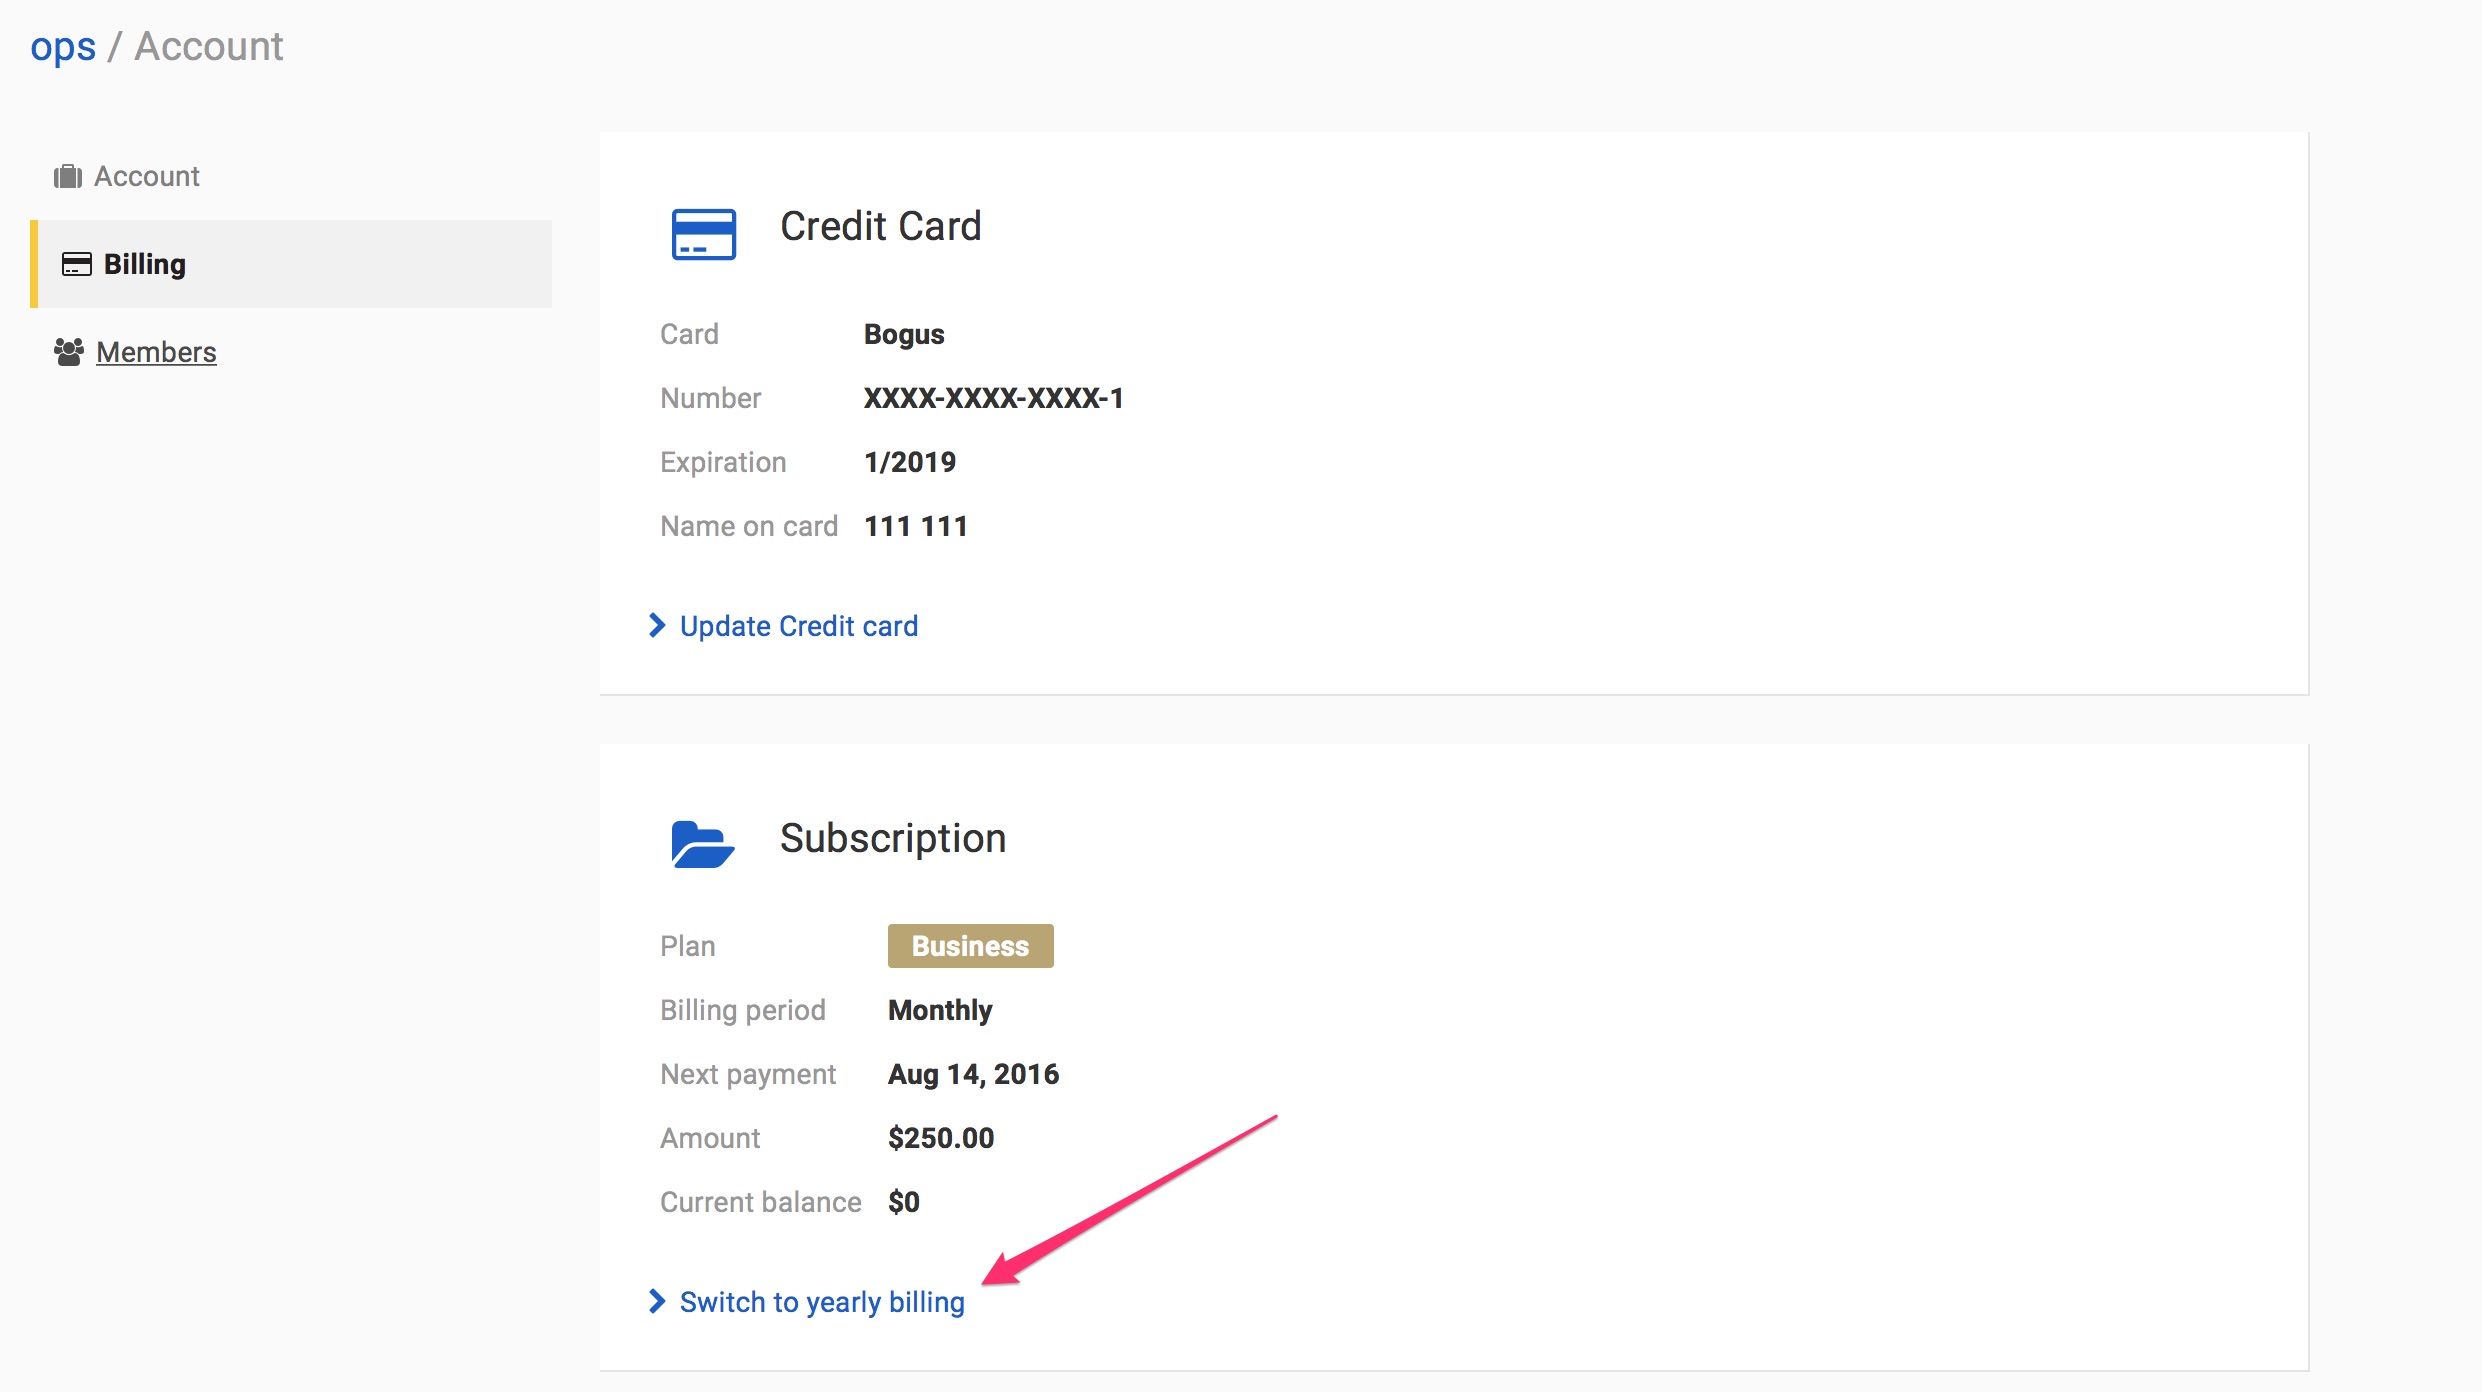 ops / Account
Account
Billing
Members
Credit Card
Card Bogus
Number XXXX-XXXX-XXXX-1
Expiration 1/2019
Name on card 111 111
Update Credit card
Subscription
Plan Business
Billing period Monthly
Next payment Aug 14, 2016
Amount $250.00
Current balance $0
Switch to yearly billing